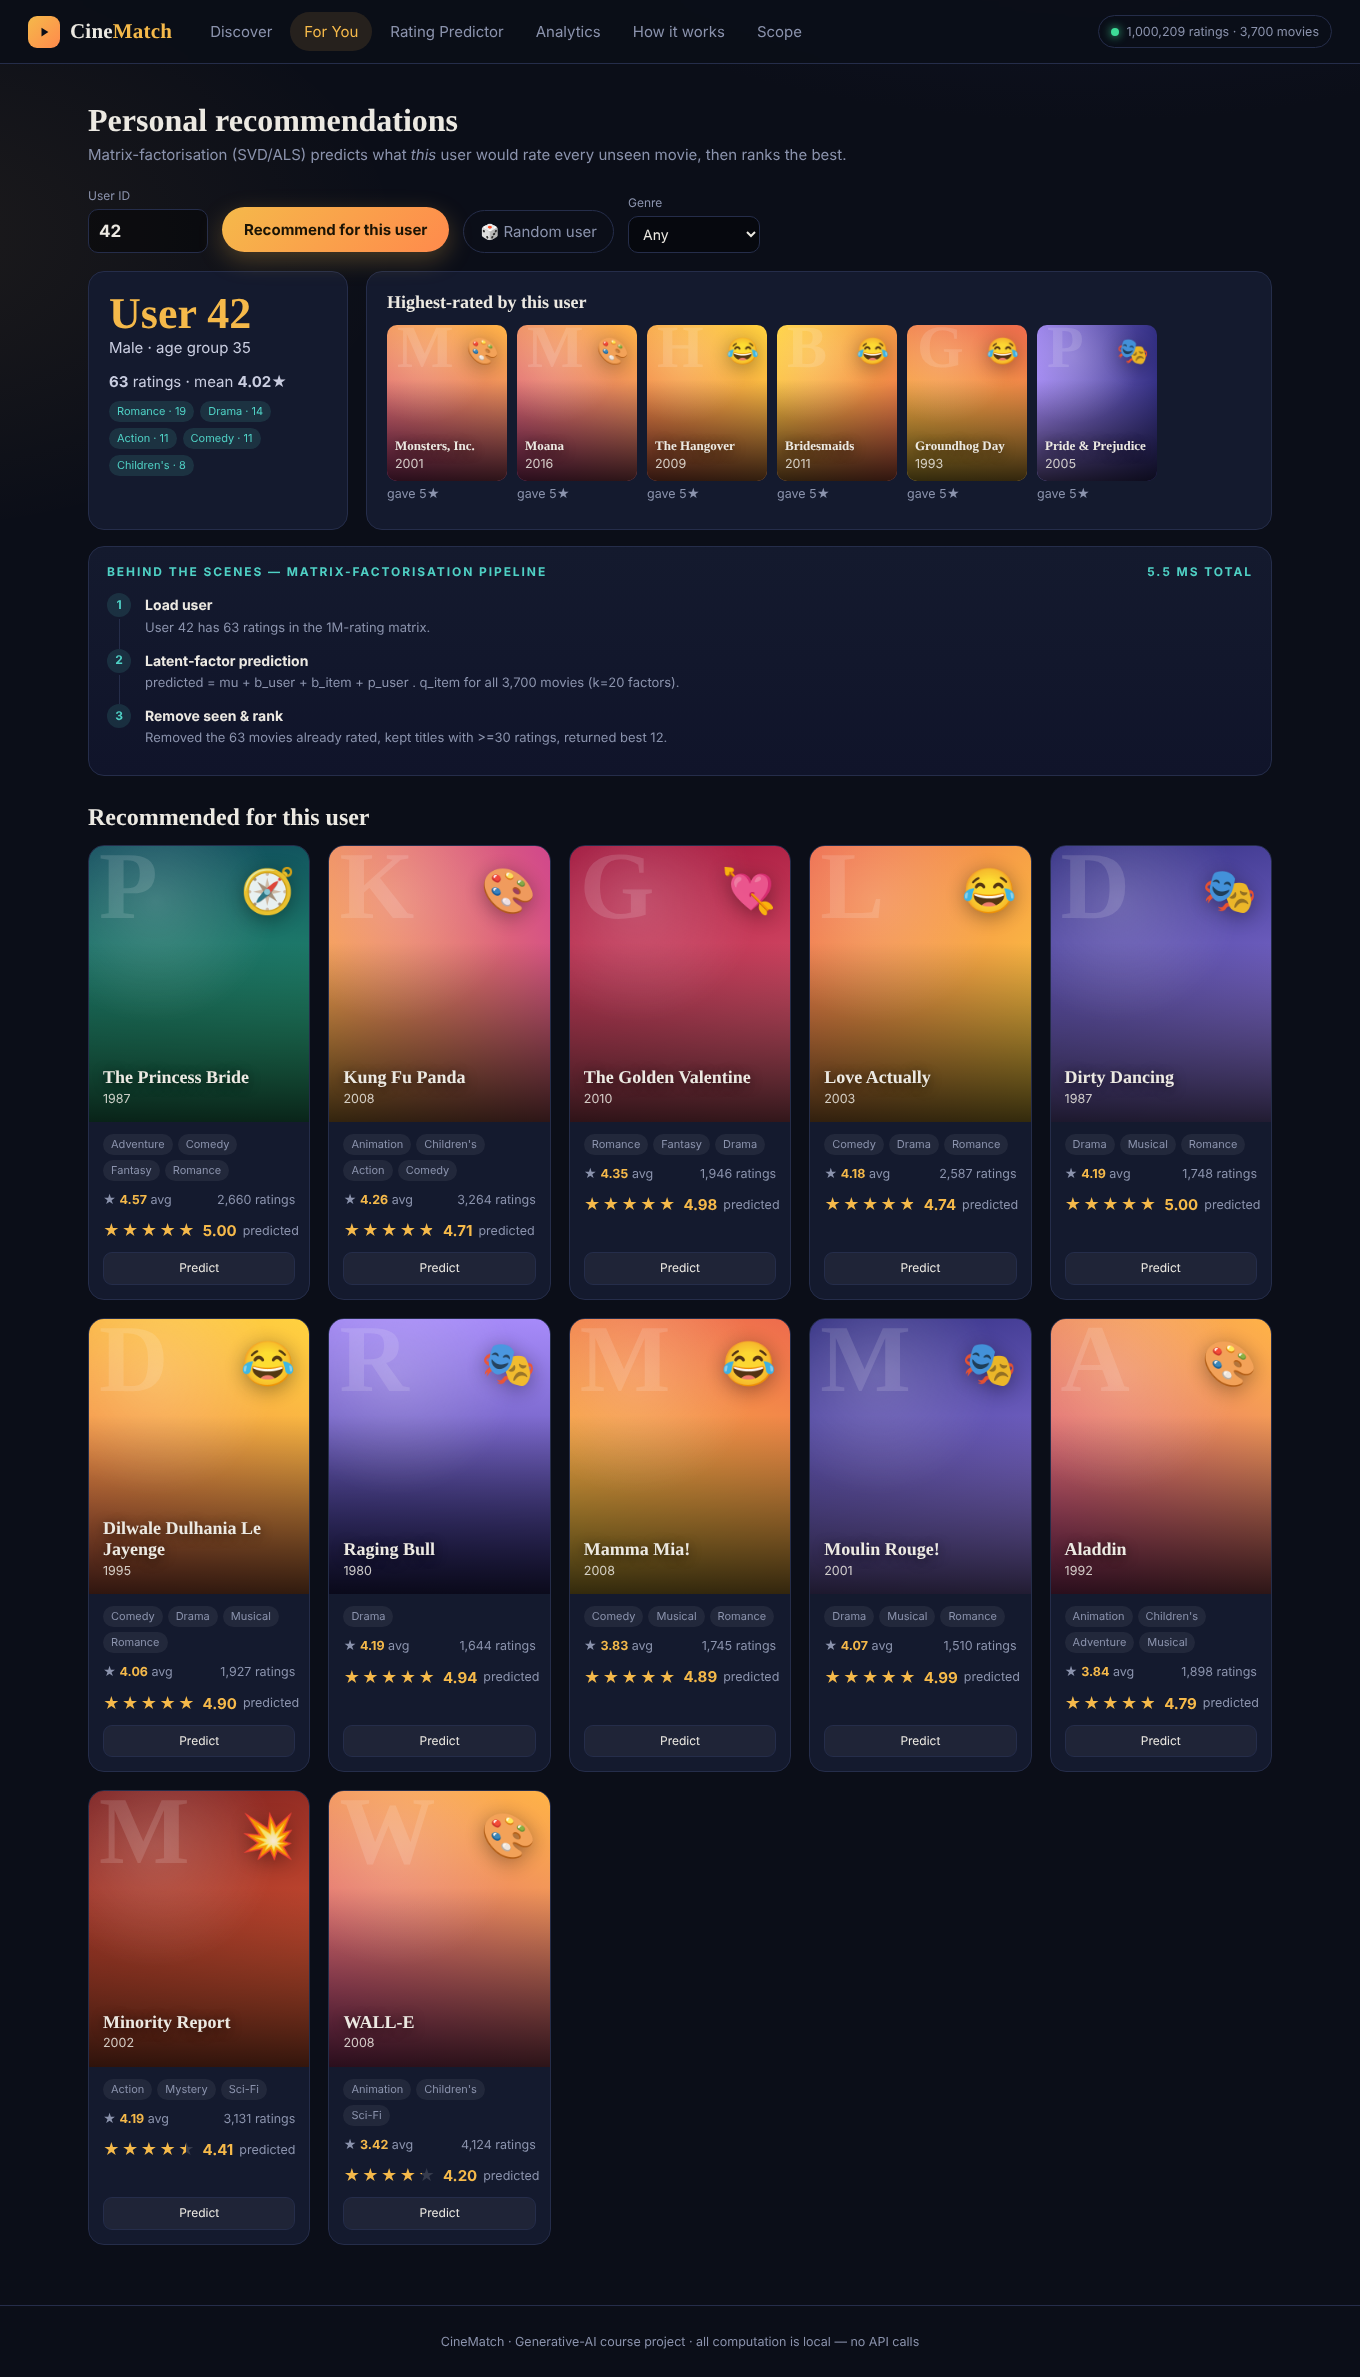 CineMatch
Discover
For You
Rating Predictor
Analytics
How it works
Scope
1,000,209 ratings · 3,700 movies
Personal recommendations
Matrix-factorisation (SVD/ALS) predicts what this user would rate every unseen movie, then ranks the best.
User ID
42
Recommend for this user
🎲 Random user
Genre
Any
User 42
Male · age group 35
63 ratings · mean 4.02★
Romance · 19
Drama · 14
Action · 11
Comedy · 11
Children's · 8
Highest-rated by this user
M
Monsters, Inc.
2001
gave 5★
M
Moana
2016
gave 5★
H
The Hangover
2009
gave 5★
B
Bridesmaids
2011
gave 5★
G
Groundhog Day
1993
gave 5★
P
Pride & Prejudice
2005
gave 5★
BEHIND THE SCENES — MATRIX-FACTORISATION PIPELINE
5.5 MS TOTAL
1
Load user
User 42 has 63 ratings in the 1M-rating matrix.
2
Latent-factor prediction
predicted = mu + b_user + b_item + p_user . q_item for all 3,700 movies (k=20 factors).
3
Remove seen & rank
Removed the 63 movies already rated, kept titles with >=30 ratings, returned best 12.
Recommended for this user
P
The Princess Bride
1987
Adventure
Comedy
Fantasy
Romance
★ 4.57 avg
2,660 ratings
★★★★★ 5.00 predicted
Predict
K
Kung Fu Panda
2008
Animation
Children's
Action
Comedy
★ 4.26 avg
3,264 ratings
★★★★★ 4.71 predicted
Predict
G
The Golden Valentine
2010
Romance
Fantasy
Drama
★ 4.35 avg
1,946 ratings
★★★★★ 4.98 predicted
Predict
L
Love Actually
2003
Comedy
Drama
Romance
★ 4.18 avg
2,587 ratings
★★★★★ 4.74 predicted
Predict
D
Dirty Dancing
1987
Drama
Musical
Romance
★ 4.19 avg
1,748 ratings
★★★★★ 5.00 predicted
Predict
D
Dilwale Dulhania Le
Jayenge
1995
Comedy
Drama
Musical
Romance
★ 4.06 avg
1,927 ratings
★★★★★ 4.90 predicted
Predict
R
Raging Bull
1980
Drama
★ 4.19 avg
1,644 ratings
★★★★★ 4.94 predicted
Predict
M
Mamma Mia!
2008
Comedy
Musical
Romance
★ 3.83 avg
1,745 ratings
★★★★★ 4.89 predicted
Predict
M
Moulin Rouge!
2001
Drama
Musical
Romance
★ 4.07 avg
1,510 ratings
★★★★★ 4.99 predicted
Predict
A
Aladdin
1992
Animation
Children's
Adventure
Musical
★ 3.84 avg
1,898 ratings
★★★★★ 4.79 predicted
Predict
M
Minority Report
2002
Action
Mystery
Sci-Fi
★ 4.19 avg
3,131 ratings
★★★★★ 4.41 predicted
Predict
W
WALL-E
2008
Animation
Children's
Sci-Fi
★ 3.42 avg
4,124 ratings
★★★★★ 4.20 predicted
Predict
CineMatch · Generative-AI course project · all computation is local — no API calls